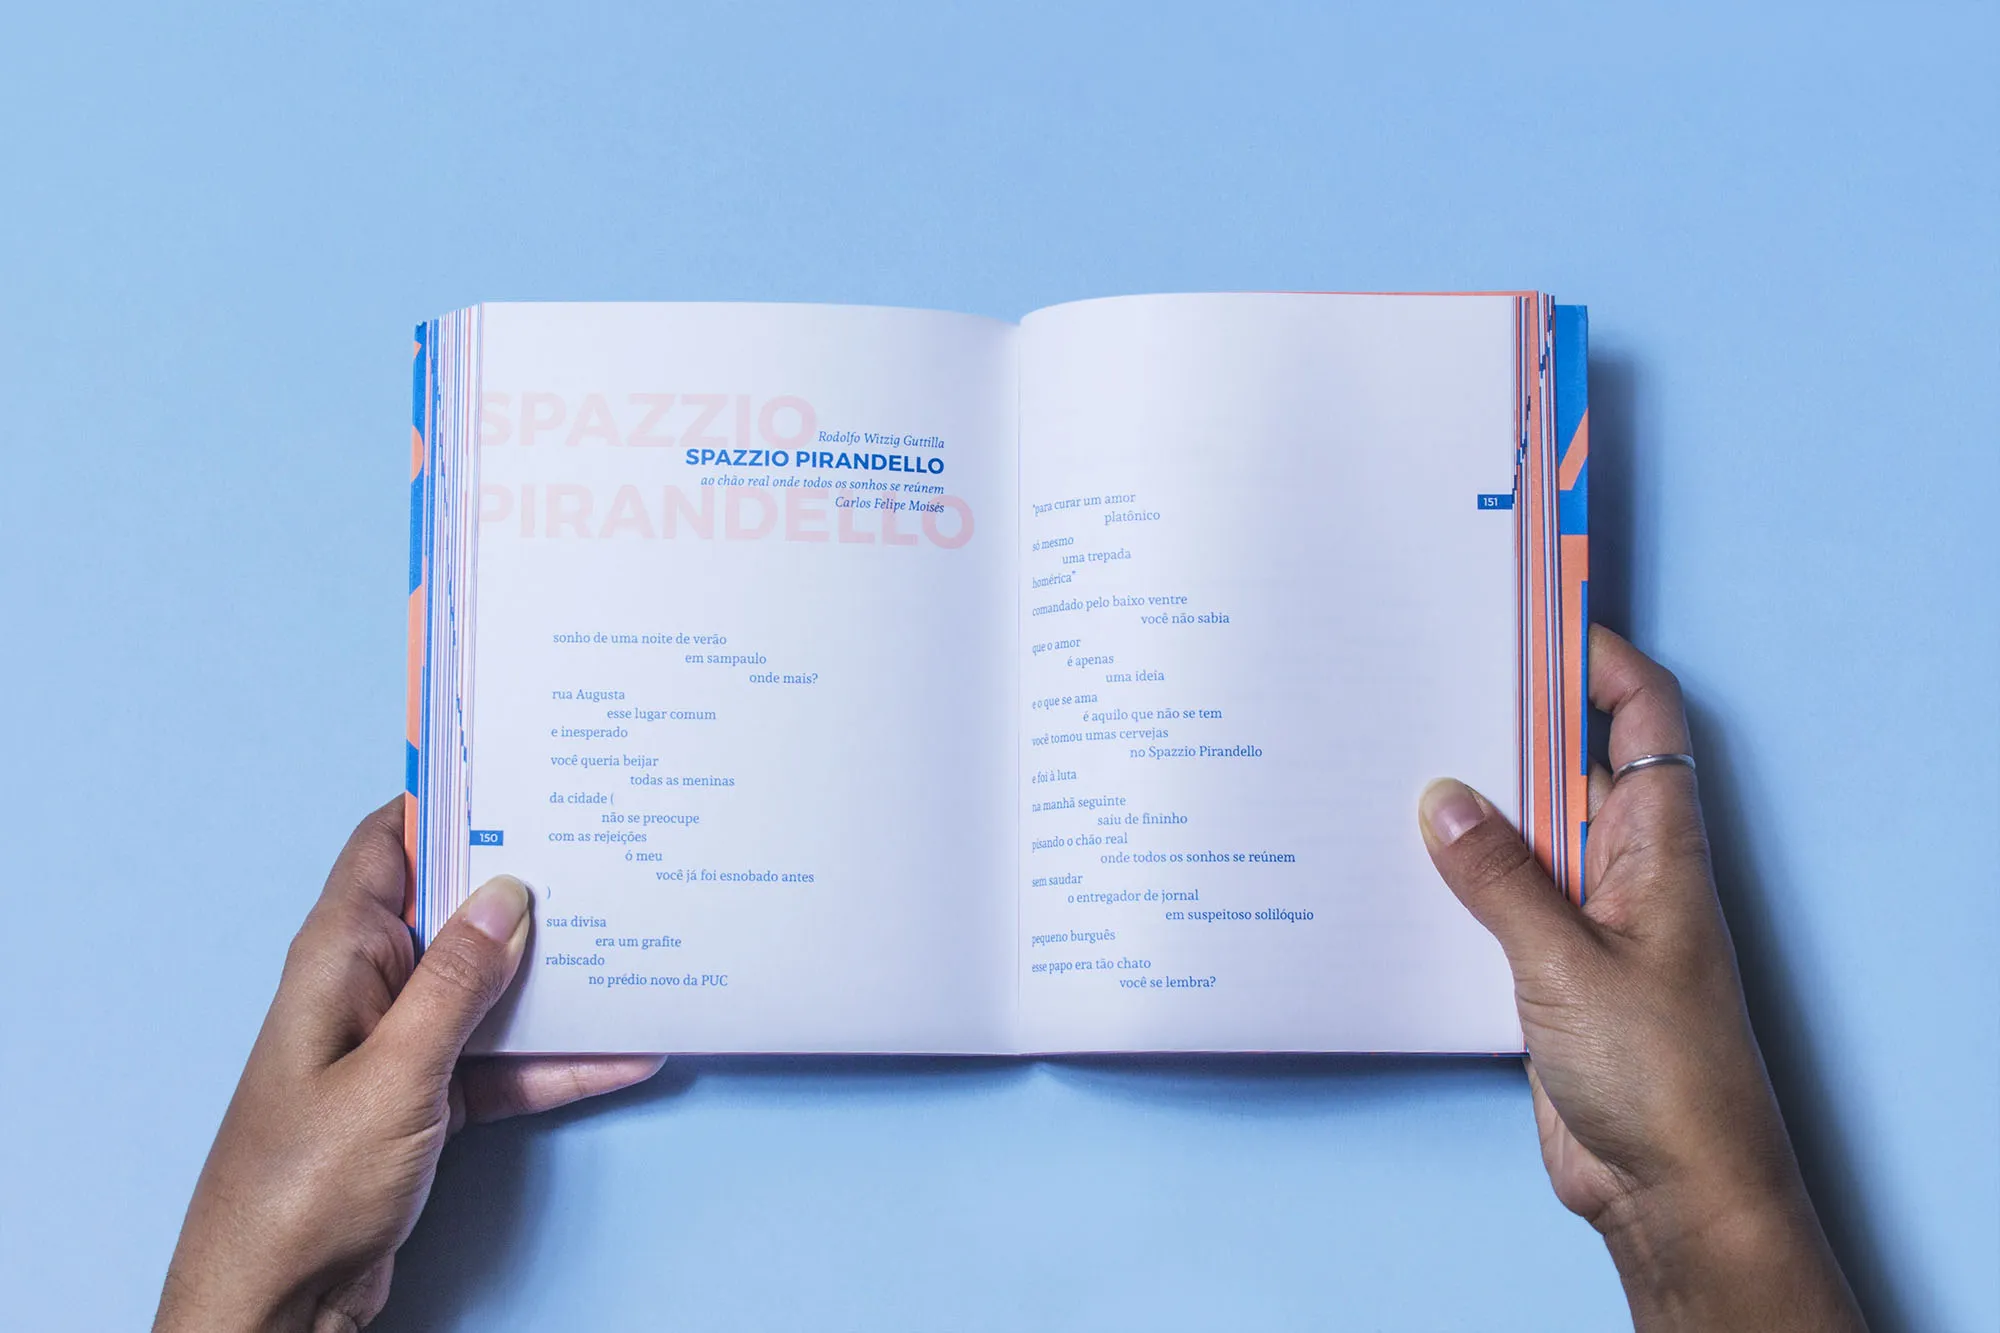 SPAZZIO
PIRANDELLO
Rodolfo Witzig Guttilla
SPAZZIO PIRANDELLO
ao chão real onde todos os sonhos se reúnem
Carlos Felipe Moisés
sonho de uma noite de verão
em sampaulo
onde mais?
rua Augusta
esse lugar comum
e inesperado
você queria beijar
todas as meninas
da cidade (
não se preocupe
com as rejeições
ó meu
você já foi esnobado antes
)
sua divisa
era um grafite
rabiscado
no prédio novo da PUC
150
"para curar um amor
platônico
só mesmo
uma trepada
homérica"
comandado pelo baixo ventre
você não sabia
que o amor
é apenas
uma ideia
e o que se ama
é aquilo que não se tem
você tomou umas cervejas
no Spazzio Pirandello
e foi à luta
na manhã seguinte
saiu de fininho
pisando o chão real
onde todos os sonhos se reúnem
sem saudar
o entregador de jornal
em suspeitoso solilóquio
pequeno burguês
esse papo era tão chato
você se lembra?
151